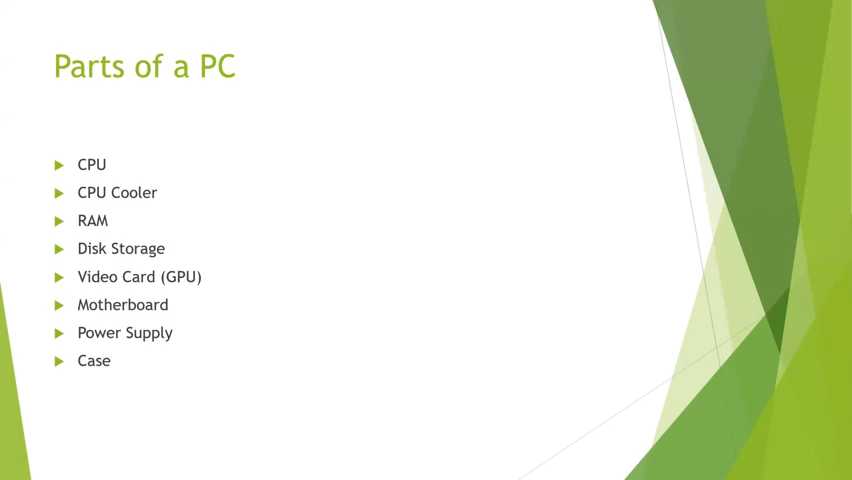 Parts of a PC
CPU
CPU Cooler
RAM
Disk Storage
Video Card (GPU)
Motherboard
Power Supply
Case